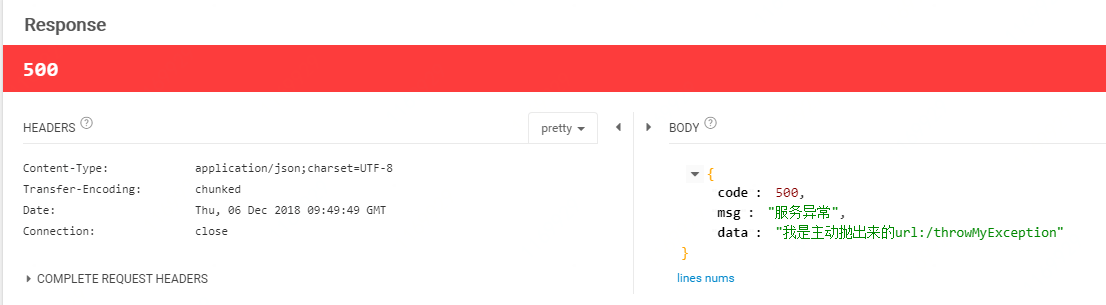 Response
500
HEADERS ?
pretty
Content-Type: application/json;charset=UTF-8
Transfer-Encoding: chunked
Date: Thu, 06 Dec 2018 09:49:49 GMT
Connection: close
COMPLETE REQUEST HEADERS
BODY ?
{
code : 500,
msg : "服务异常",
data : "我是主动抛出来的url:/throwMyException"
}
lines nums